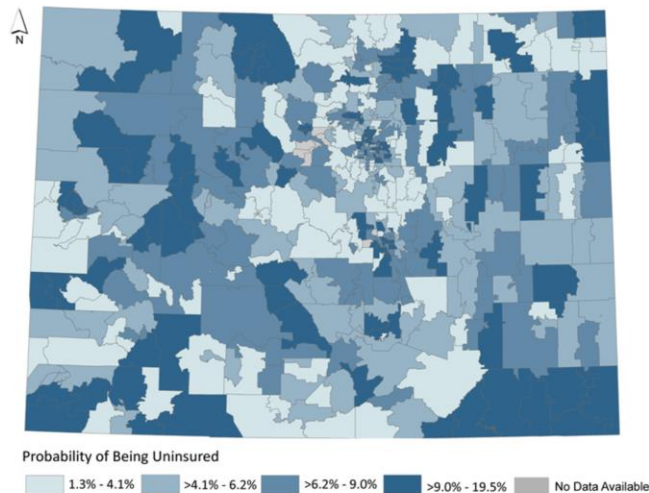 N
Probability of Being Uninsured
1.3% - 4.1% >4.1% - 6.2% >6.2% - 9.0% >9.0% - 19.5% No Data Available